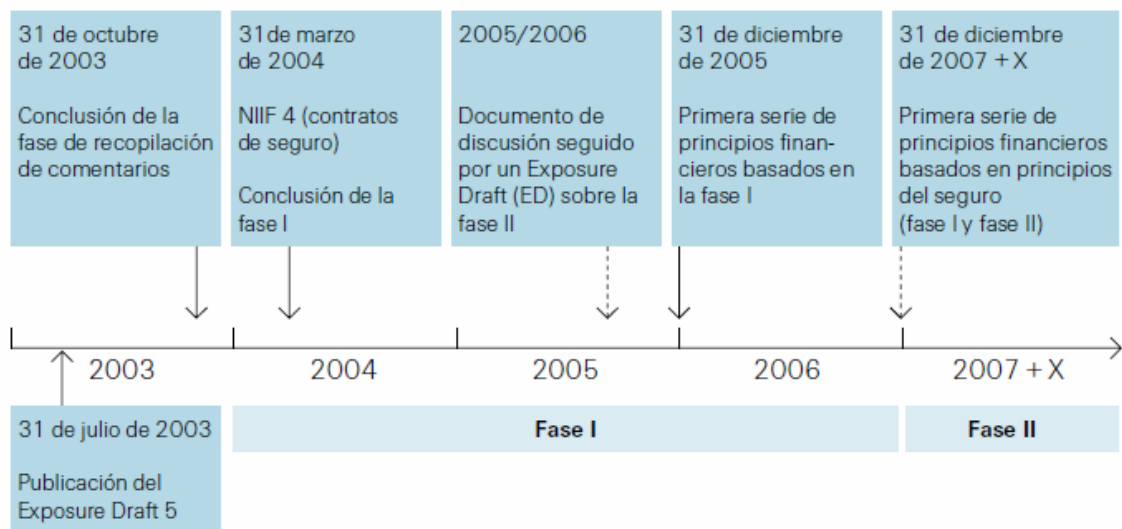 31 de octubre
de 2003
Conclusión de la
fase de recopilación
de comentarios
31 de marzo
de 2004
NIIF 4 (contratos
de seguro)
Conclusión de la
fase I
2005/2006
Documento de
discusión seguido
por un Exposure
Draft (ED) sobre la
fase II
31 de diciembre
de 2005
Primera serie de
principios finan-
cieros basados en
la fase I
31 de diciembre
de 2007 + X
Primera serie de
principios financieros
basados en principios
del seguro
(fase I y fase II)
2003
2004
2005
2006
2007 + X
31 de julio de 2003
Publicación del
Exposure Draft 5
Fase I
Fase II